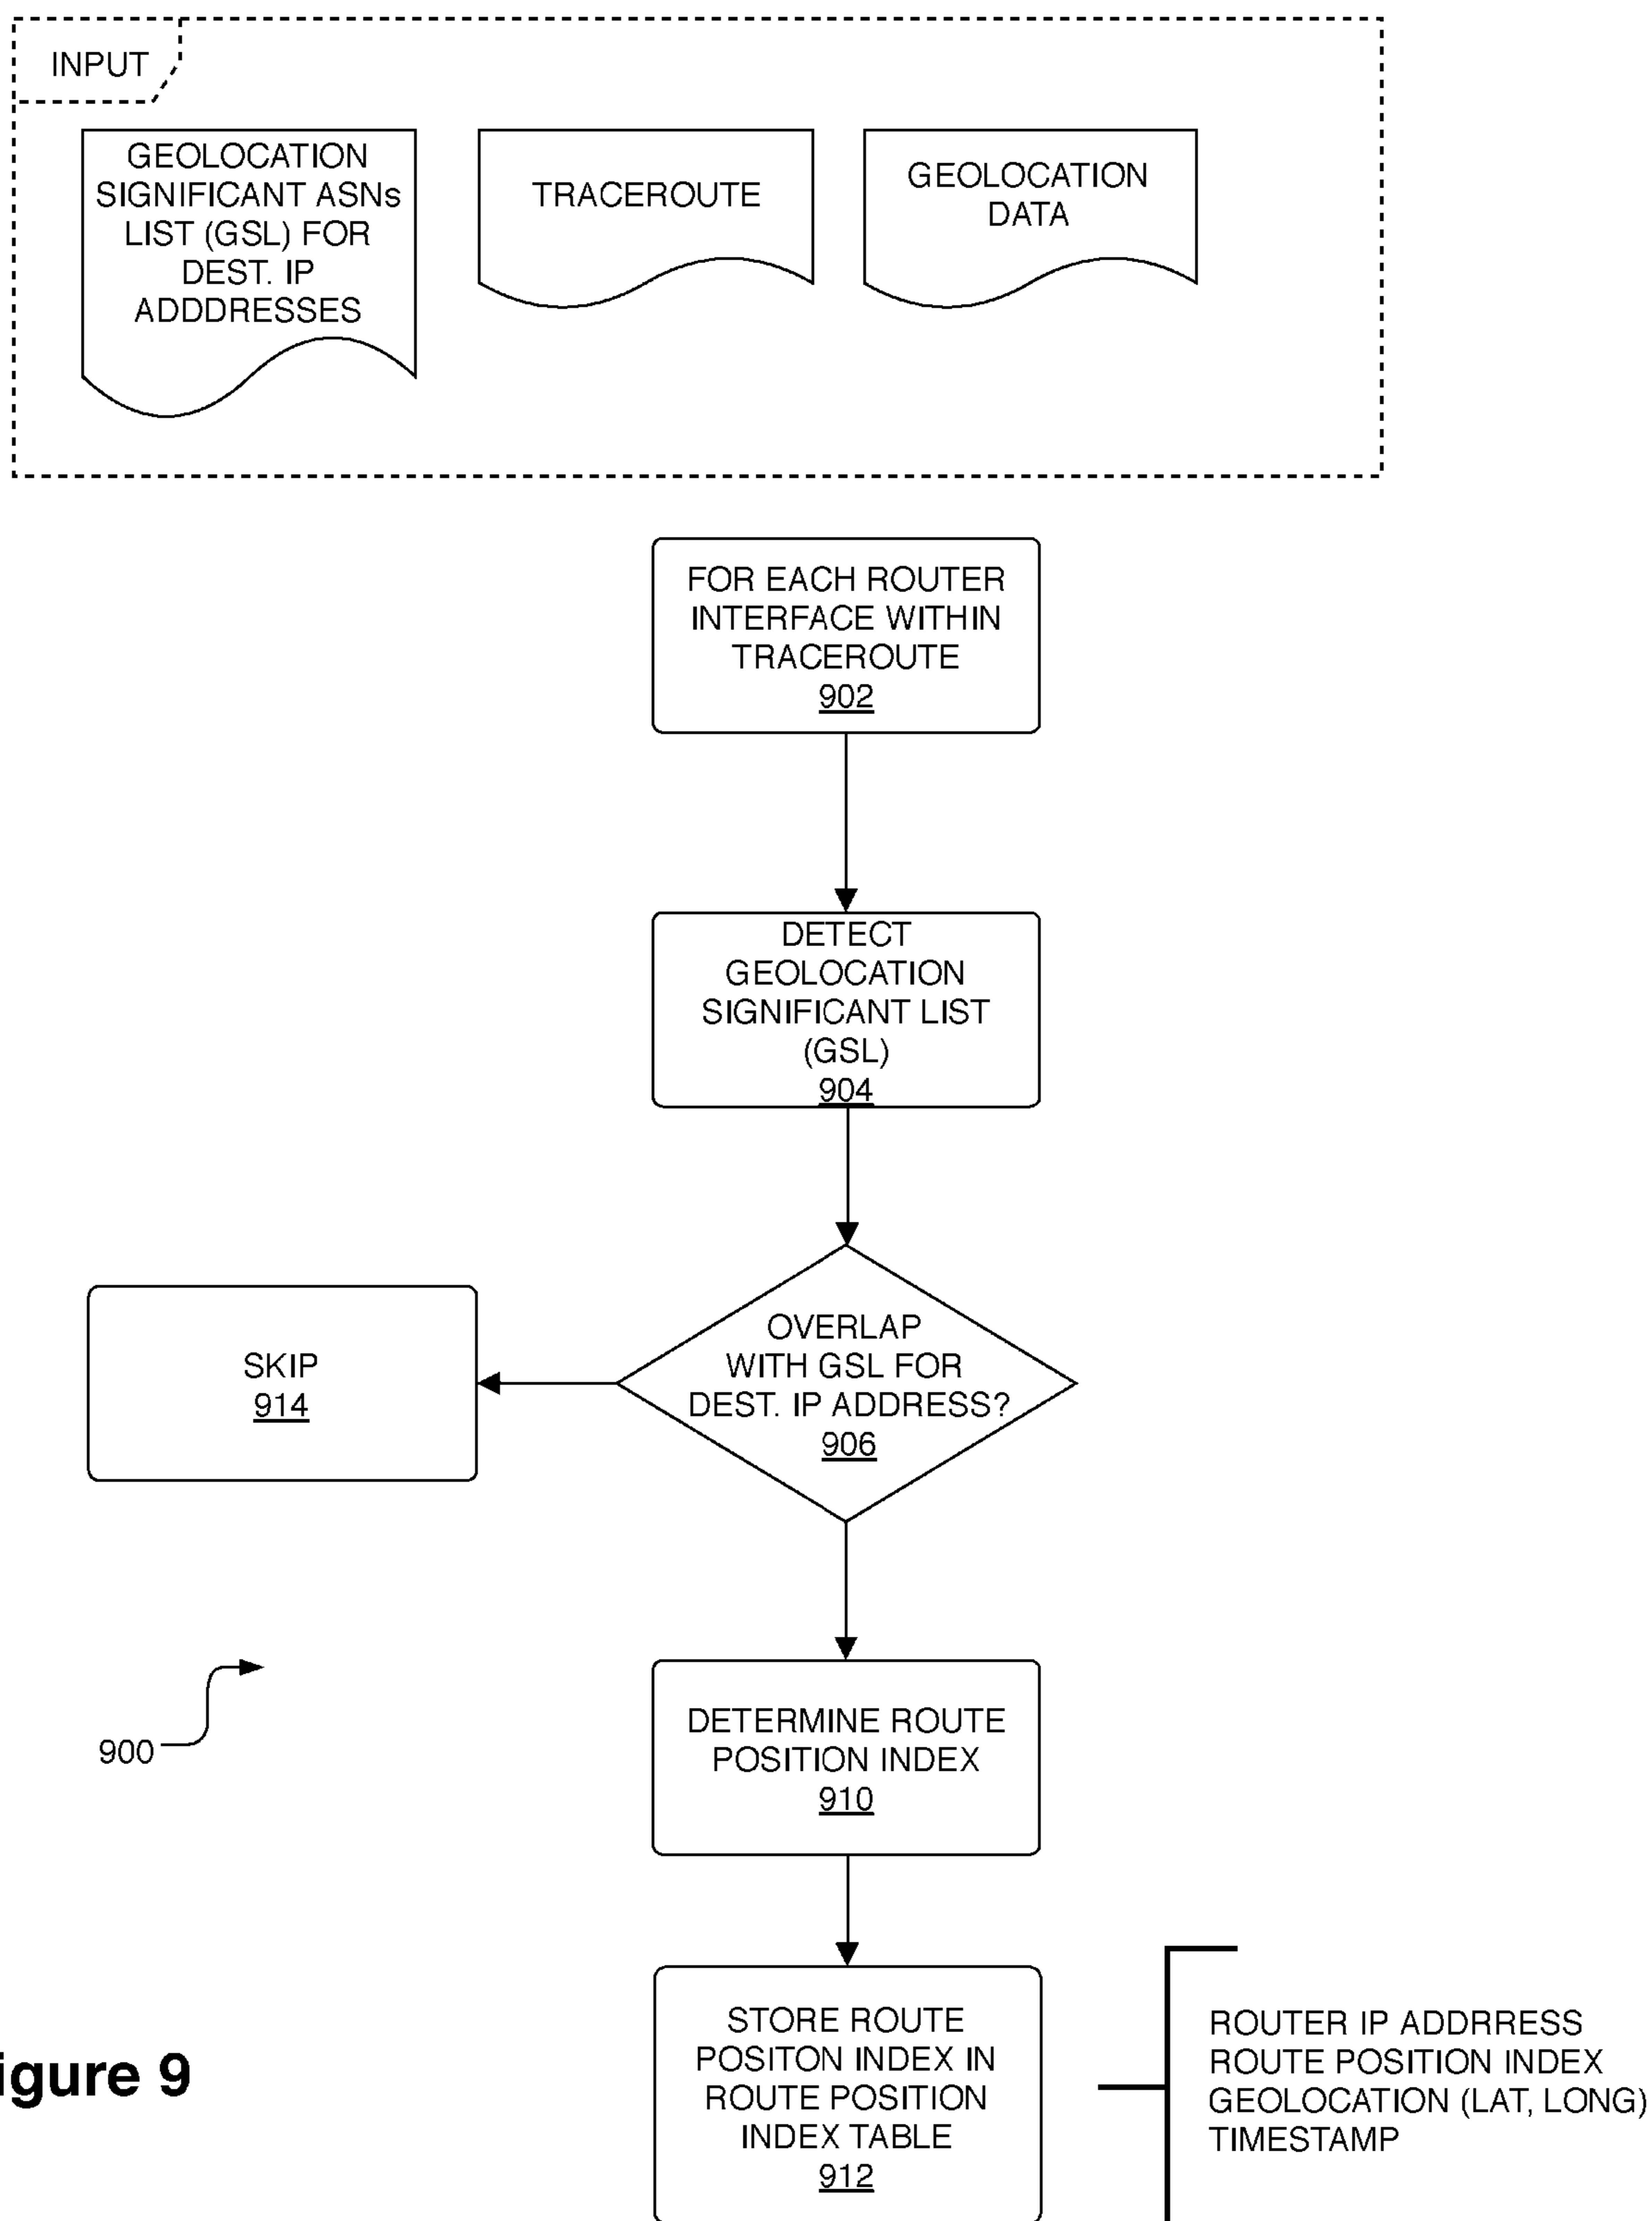 INPUT
GEOLOCATION
SIGNIFICANT ASNs
LIST (GSL) FOR
DEST. IP
ADDDRESSES
TRACEROUTE
GEOLOCATION
DATA
FOR EACH ROUTER
INTERFACE WITHIN
TRACEROUTE
902
DETECT
GEOLOCATION
SIGNIFICANT LIST
(GSL)
904
OVERLAP
WITH GSL FOR
DEST. IP ADDRESS?
906
SKIP
914
DETERMINE ROUTE
POSITION INDEX
910
900
STORE ROUTE
POSITON INDEX IN
ROUTE POSITION
INDEX TABLE
912
ROUTER IP ADDRRESS
ROUTE POSITION INDEX
GEOLOCATION (LAT, LONG)
TIMESTAMP
igure 9